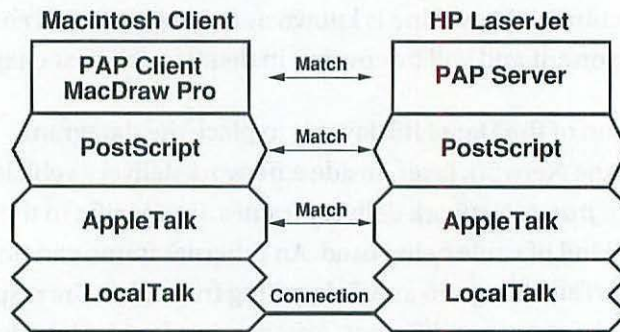 Macintosh Client
HP LaserJet
PAP Client
MacDraw Pro
Match
PAP Server
PostScript
Match
PostScript
AppleTalk
Match
AppleTalk
LocalTalk
Connection
LocalTalk